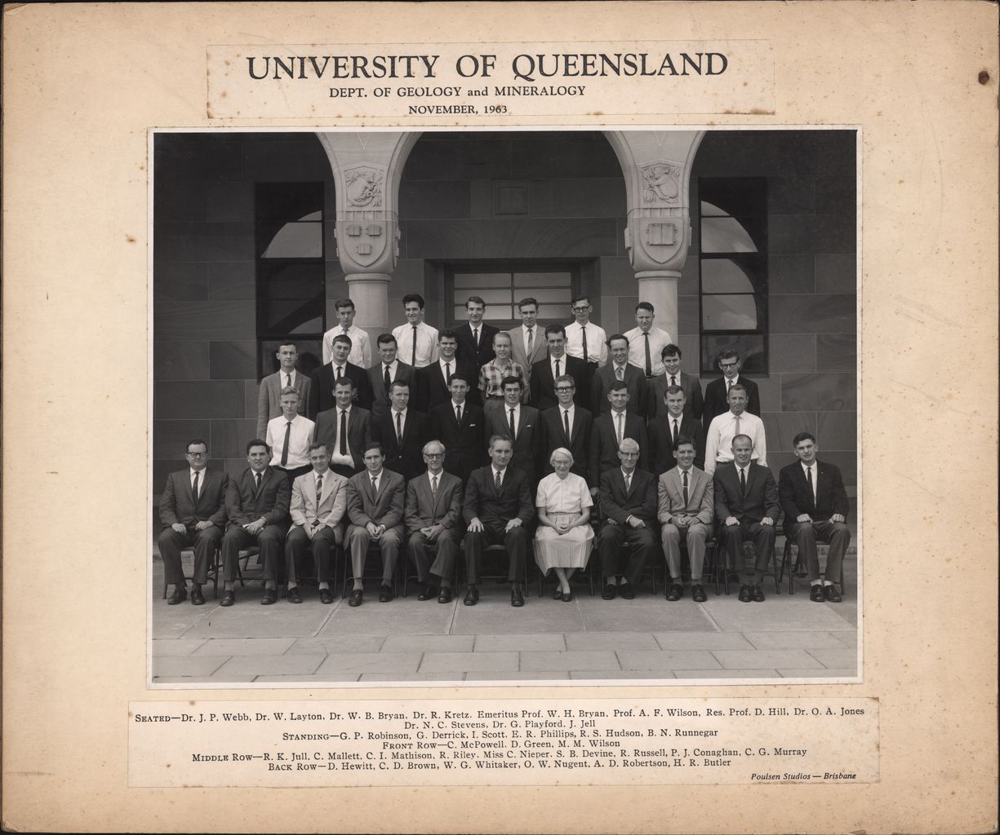 UNIVERSITY OF QUEENSLAND
DEPT. OF GEOLOGY and MINERALOGY
NOVEMBER, 1963
SEATED—Dr. J. P. Webb, Dr. W. Layton, Dr. W. B. Bryan, Dr. R. Kretz, Emeritus Prof. W. H. Bryan, Prof. A. F. Wilson, Res. Prof. D. Hill, Dr. O. A. Jones
Dr. N. C. Stevens, Dr. G. Playford, J. Jell
STANDING—G. P. Robinson, G. Derrick, I. Scott, E. R. Phillips, R. S. Hudson, B. N. Runnegar
FRONT ROW—C. McPowell, D. Green, M. M. Wilson
MIDDLE ROW—R. K. Jull, C. Mallett, C. I. Mathison, R. Riley, Miss C. Nieper, S. B. Devine, R. Russell, P. J. Conaghan, C. G. Murray
BACK ROW—D. Hewitt, C. D. Brown, W. G. Whitaker, O. W. Nugent, A. D. Robertson, H. R. Butler
Poulsen Studios — Brisbane